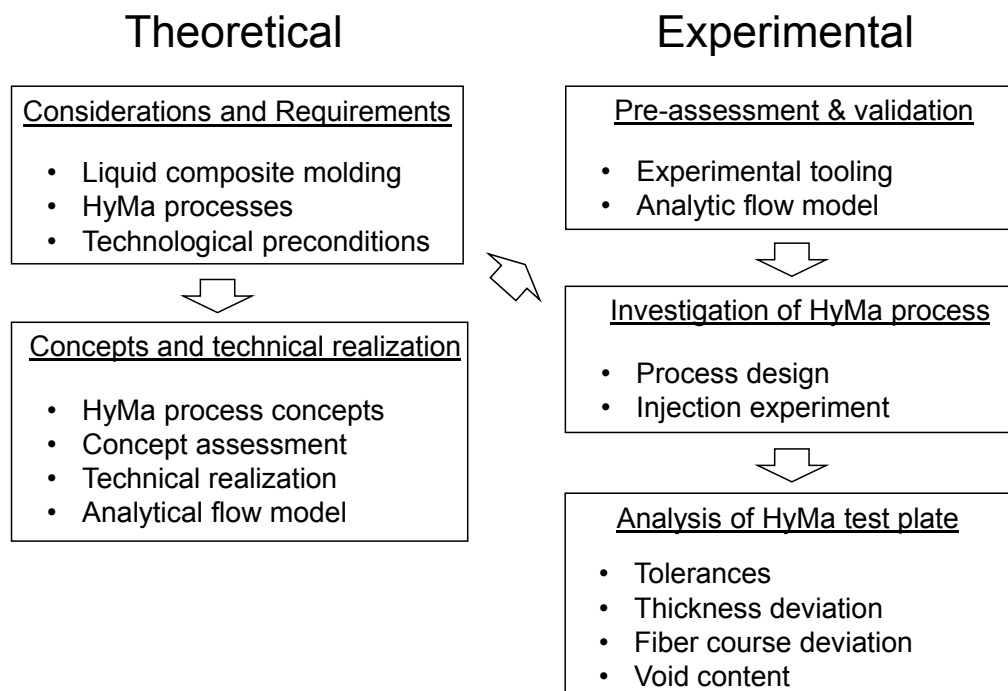 Theoretical
Considerations and Requirements
• Liquid composite molding
• HyMa processes
• Technological preconditions
Concepts and technical realization
• HyMa process concepts
• Concept assessment
• Technical realization
• Analytical flow model
Experimental
Pre-assessment & validation
• Experimental tooling
• Analytic flow model
Investigation of HyMa process
• Process design
• Injection experiment
Analysis of HyMa test plate
• Tolerances
• Thickness deviation
• Fiber course deviation
• Void content